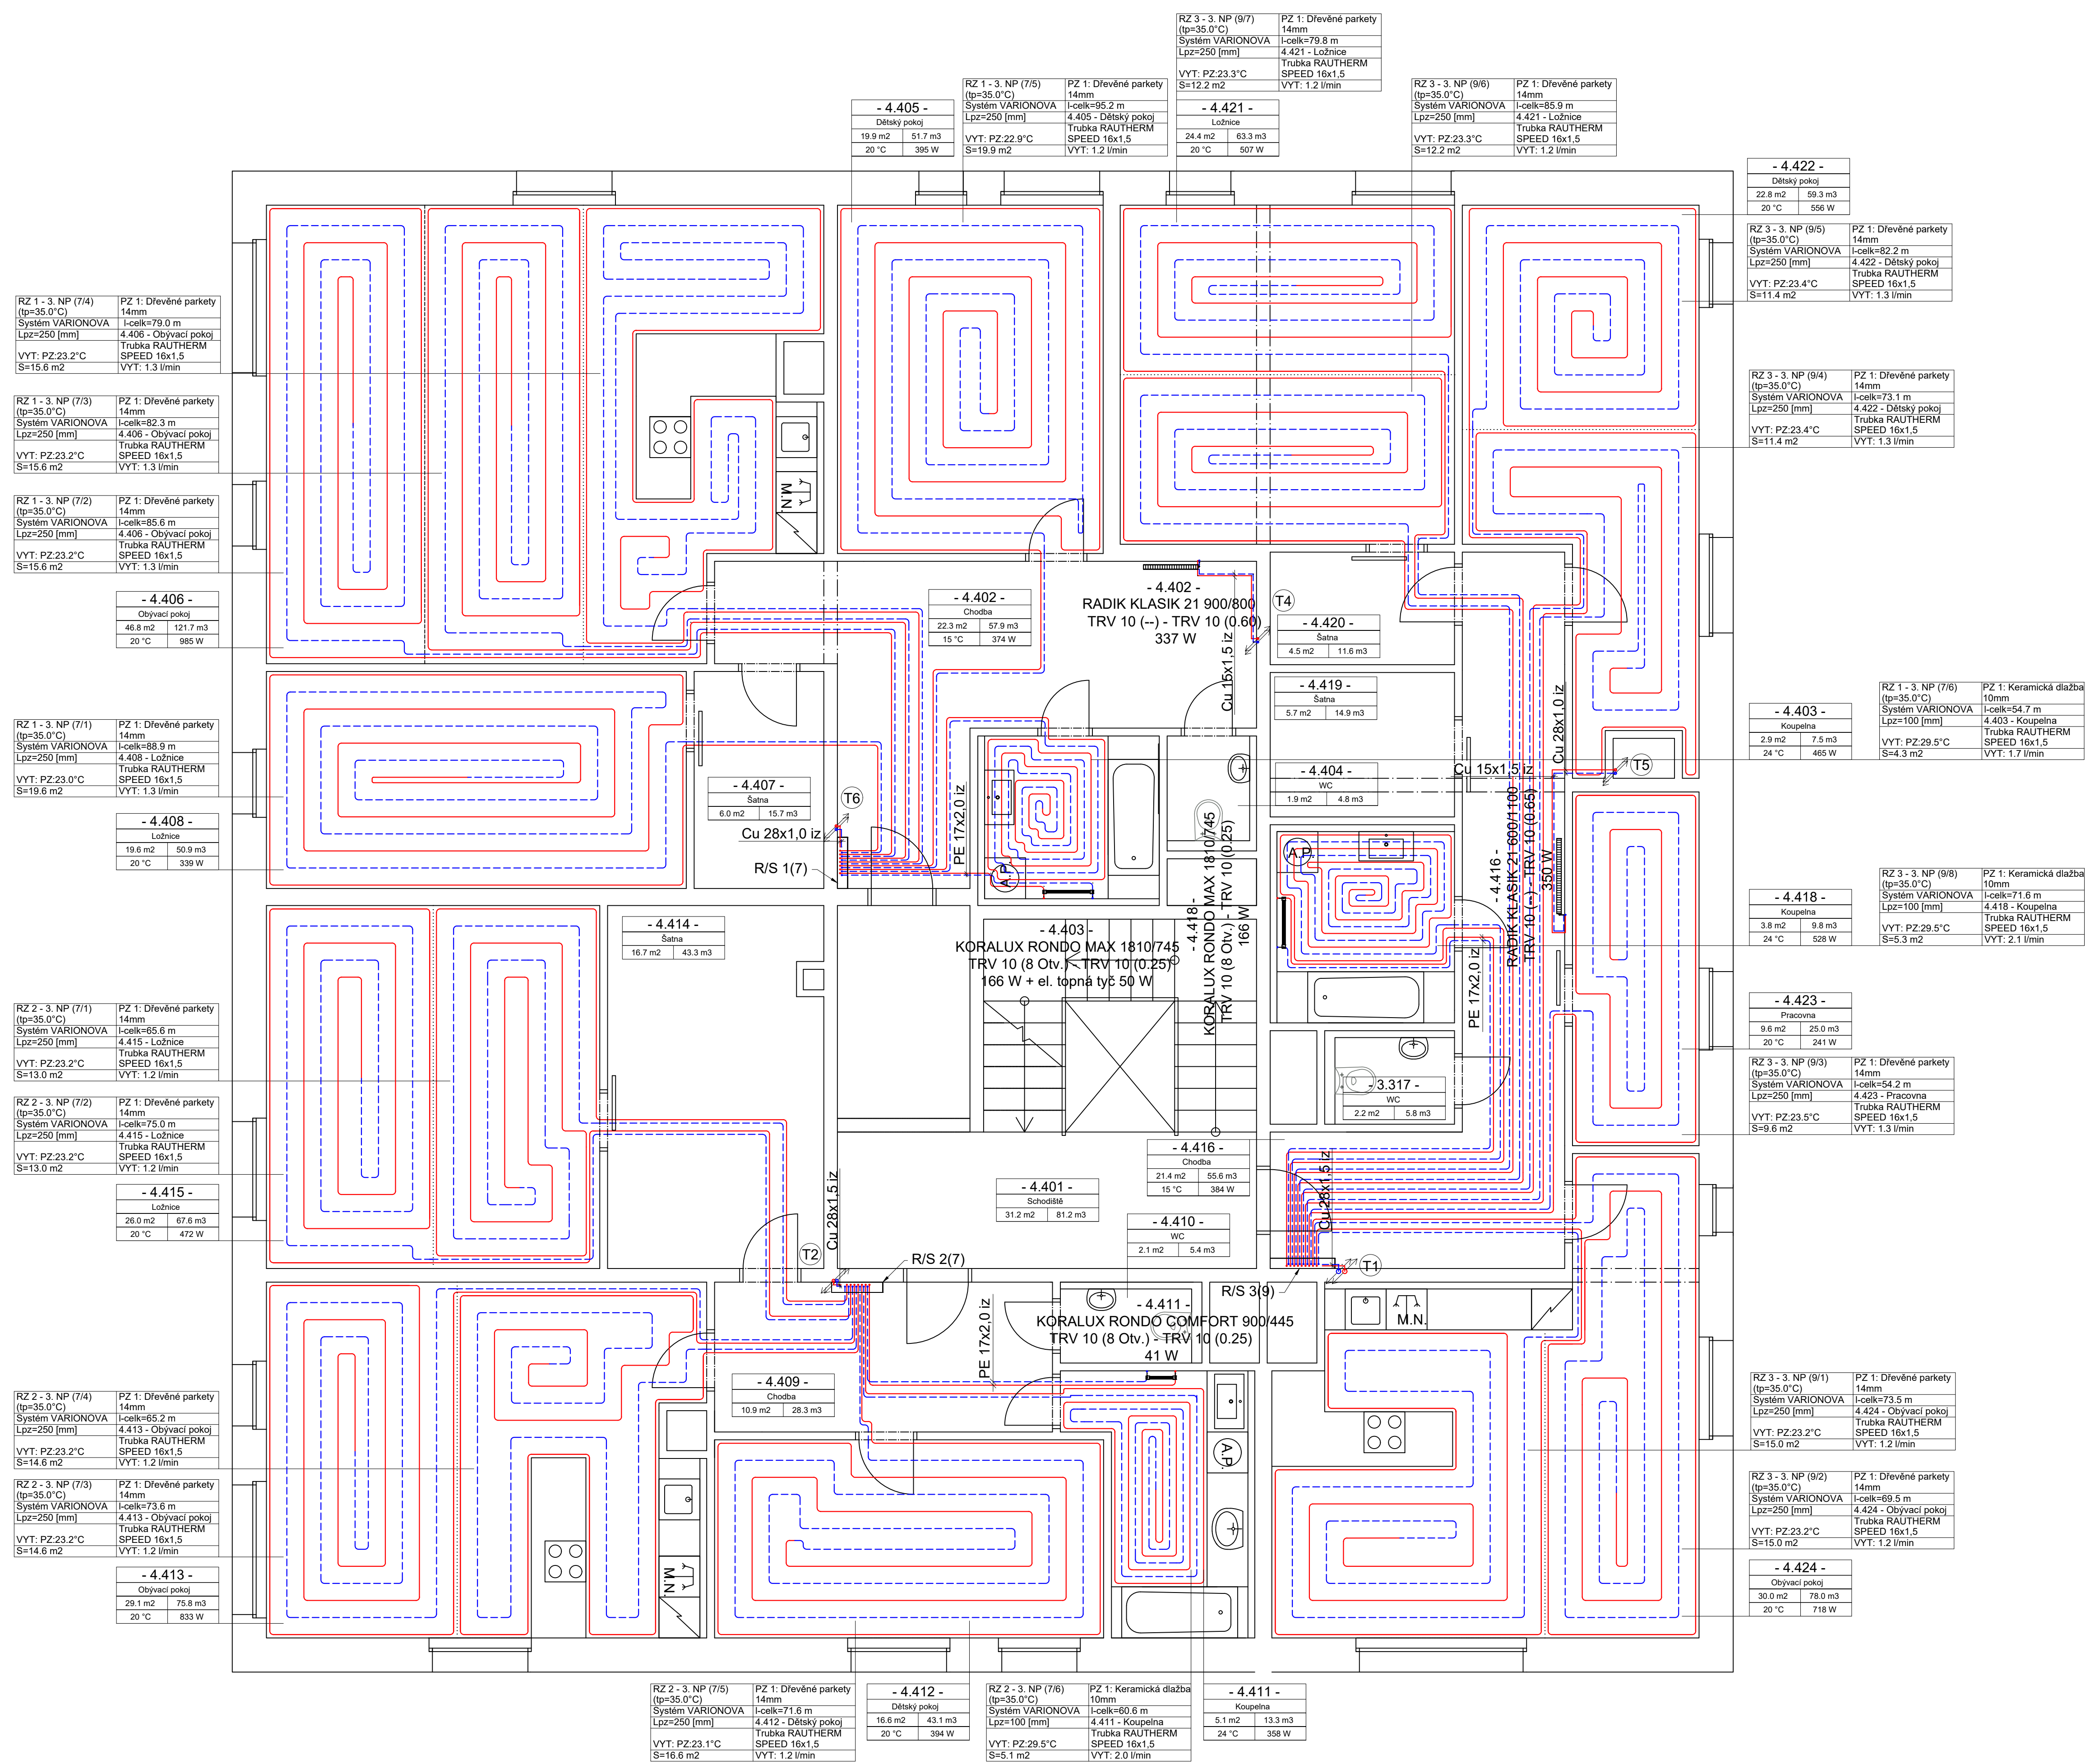 RZ 3 - 3. NP (9/7) PZ 1: Dřevěné parkety
(tp=35.0°C) 14mm
Systém VARIONOVA l-celk=79.8 m
Lpz=250 [mm] 4.421 - Ložnice
Trubka RAUTHERM
VYT: PZ:23.3°C SPEED 16x1,5
S=12.2 m2 VYT: 1.2 l/min
- 4.405 -
Dětský pokoj
19.9 m2 51.7 m3
20 °C 395 W
RZ 1 - 3. NP (7/5) PZ 1: Dřevěné parkety
(tp=35.0°C) 14mm
Systém VARIONOVA l-celk=95.2 m
Lpz=250 [mm] 4.405 - Dětský pokoj
Trubka RAUTHERM
VYT: PZ:22.9°C SPEED 16x1,5
S=19.9 m2 VYT: 1.2 l/min
- 4.421 -
Ložnice
24.4 m2 63.3 m3
20 °C 507 W
RZ 3 - 3. NP (9/6) PZ 1: Dřevěné parkety
(tp=35.0°C) 14mm
Systém VARIONOVA l-celk=85.9 m
Lpz=250 [mm] 4.421 - Ložnice
Trubka RAUTHERM
VYT: PZ:23.3°C SPEED 16x1,5
S=12.2 m2 VYT: 1.2 l/min
- 4.422 -
Dětský pokoj
22.8 m2 59.3 m3
20 °C 556 W
RZ 3 - 3. NP (9/5) PZ 1: Dřevěné parkety
(tp=35.0°C) 14mm
Systém VARIONOVA l-celk=82.2 m
Lpz=250 [mm] 4.422 - Dětský pokoj
Trubka RAUTHERM
VYT: PZ:23.4°C SPEED 16x1,5
S=11.4 m2 VYT: 1.3 l/min
RZ 3 - 3. NP (9/4) PZ 1: Dřevěné parkety
(tp=35.0°C) 14mm
Systém VARIONOVA l-celk=73.1 m
Lpz=250 [mm] 4.422 - Dětský pokoj
Trubka RAUTHERM
VYT: PZ:23.4°C SPEED 16x1,5
S=11.4 m2 VYT: 1.3 l/min
RZ 1 - 3. NP (7/4) PZ 1: Dřevěné parkety
(tp=35.0°C) 14mm
Systém VARIONOVA l-celk=79.0 m
Lpz=250 [mm] 4.406 - Obývací pokoj
Trubka RAUTHERM
VYT: PZ:23.2°C SPEED 16x1,5
S=15.6 m2 VYT: 1.3 l/min
RZ 1 - 3. NP (7/3) PZ 1: Dřevěné parkety
(tp=35.0°C) 14mm
Systém VARIONOVA l-celk=82.3 m
Lpz=250 [mm] 4.406 - Obývací pokoj
Trubka RAUTHERM
VYT: PZ:23.2°C SPEED 16x1,5
S=15.6 m2 VYT: 1.3 l/min
RZ 1 - 3. NP (7/2) PZ 1: Dřevěné parkety
(tp=35.0°C) 14mm
Systém VARIONOVA l-celk=85.6 m
Lpz=250 [mm] 4.406 - Obývací pokoj
Trubka RAUTHERM
VYT: PZ:23.2°C SPEED 16x1,5
S=15.6 m2 VYT: 1.3 l/min
- 4.406 -
Obývací pokoj
46.8 m2 121.7 m3
20 °C 985 W
RZ 1 - 3. NP (7/1) PZ 1: Dřevěné parkety
(tp=35.0°C) 14mm
Systém VARIONOVA l-celk=88.9 m
Lpz=250 [mm] 4.408 - Ložnice
Trubka RAUTHERM
VYT: PZ:23.0°C SPEED 16x1,5
S=19.6 m2 VYT: 1.3 l/min
- 4.408 -
Ložnice
19.6 m2 50.9 m3
20 °C 339 W
M.N.
- 4.402 -
Chodba
22.3 m2 57.9 m3
15 °C 374 W
- 4.402 -
RADIK KLASIK 21 900/800
TRV 10 (--) - TRV 10 (0.60)
337 W
T4
Cu 15x1,5 iz
- 4.420 -
Šatna
4.5 m2 11.6 m3
- 4.419 -
Šatna
5.7 m2 14.9 m3
- 4.404 -
WC
1.9 m2 4.8 m3
Cu 28x1,0 iz
Cu 15x1,5 iz
T5
- 4.403 -
Koupelna
2.9 m2 7.5 m3
24 °C 465 W
RZ 1 - 3. NP (7/6) PZ 1: Keramická dlažba
(tp=35.0°C) 10mm
Systém VARIONOVA l-celk=54.7 m
Lpz=100 [mm] 4.403 - Koupelna
Trubka RAUTHERM
VYT: PZ:29.5°C SPEED 16x1,5
S=4.3 m2 VYT: 1.7 l/min
- 4.407 -
Šatna
6.0 m2 15.7 m3
T6
Cu 28x1,0 iz
R/S 1(7)
PE 17x2,0 iz
A.P.
A.P.
- 4.416 -
RADIK KLASIK 21 600/1100
TRV 10 (--) - TRV 10 (0.65)
350 W
- 4.418 -
KORALUX RONDO MAX 1810/745
TRV 10 (8 Otv.) - TRV 10 (0.25)
166 W
- 4.403 -
KORALUX RONDO MAX 1810/745
TRV 10 (8 Otv.) - TRV 10 (0.25)
166 W + el. topná tyč 50 W
PE 17x2,0 iz
- 4.418 -
Koupelna
3.8 m2 9.8 m3
24 °C 528 W
RZ 3 - 3. NP (9/8) PZ 1: Keramická dlažba
(tp=35.0°C) 10mm
Systém VARIONOVA l-celk=71.6 m
Lpz=100 [mm] 4.418 - Koupelna
Trubka RAUTHERM
VYT: PZ:29.5°C SPEED 16x1,5
S=5.3 m2 VYT: 2.1 l/min
- 4.414 -
Šatna
16.7 m2 43.3 m3
- 4.423 -
Pracovna
9.6 m2 25.0 m3
20 °C 241 W
RZ 3 - 3. NP (9/3) PZ 1: Dřevěné parkety
(tp=35.0°C) 14mm
Systém VARIONOVA l-celk=54.2 m
Lpz=250 [mm] 4.423 - Pracovna
Trubka RAUTHERM
VYT: PZ:23.5°C SPEED 16x1,5
S=9.6 m2 VYT: 1.3 l/min
RZ 2 - 3. NP (7/1) PZ 1: Dřevěné parkety
(tp=35.0°C) 14mm
Systém VARIONOVA l-celk=65.6 m
Lpz=250 [mm] 4.415 - Ložnice
Trubka RAUTHERM
VYT: PZ:23.2°C SPEED 16x1,5
S=13.0 m2 VYT: 1.2 l/min
RZ 2 - 3. NP (7/2) PZ 1: Dřevěné parkety
(tp=35.0°C) 14mm
Systém VARIONOVA l-celk=75.0 m
Lpz=250 [mm] 4.415 - Ložnice
Trubka RAUTHERM
VYT: PZ:23.2°C SPEED 16x1,5
S=13.0 m2 VYT: 1.2 l/min
- 4.415 -
Ložnice
26.0 m2 67.6 m3
20 °C 472 W
- 3.317 -
WC
2.2 m2 5.8 m3
- 4.416 -
Chodba
21.4 m2 55.6 m3
15 °C 384 W
- 4.401 -
Schodiště
31.2 m2 81.2 m3
- 4.410 -
WC
2.1 m2 5.4 m3
Cu 28x1,5 iz
T2
R/S 2(7)
Cu 28x1,5 iz
T1
R/S 3(9)
PE 17x2,0 iz
- 4.411 -
KORALUX RONDO COMFORT 900/445
TRV 10 (8 Otv.) - TRV 10 (0.25)
41 W
M.N.
- 4.409 -
Chodba
10.9 m2 28.3 m3
A.P.
M.N.
RZ 2 - 3. NP (7/4) PZ 1: Dřevěné parkety
(tp=35.0°C) 14mm
Systém VARIONOVA l-celk=65.2 m
Lpz=250 [mm] 4.413 - Obývací pokoj
Trubka RAUTHERM
VYT: PZ:23.2°C SPEED 16x1,5
S=14.6 m2 VYT: 1.2 l/min
RZ 2 - 3. NP (7/3) PZ 1: Dřevěné parkety
(tp=35.0°C) 14mm
Systém VARIONOVA l-celk=73.6 m
Lpz=250 [mm] 4.413 - Obývací pokoj
Trubka RAUTHERM
VYT: PZ:23.2°C SPEED 16x1,5
S=14.6 m2 VYT: 1.2 l/min
- 4.413 -
Obývací pokoj
29.1 m2 75.8 m3
20 °C 833 W
RZ 3 - 3. NP (9/1) PZ 1: Dřevěné parkety
(tp=35.0°C) 14mm
Systém VARIONOVA l-celk=73.5 m
Lpz=250 [mm] 4.424 - Obývací pokoj
Trubka RAUTHERM
VYT: PZ:23.2°C SPEED 16x1,5
S=15.0 m2 VYT: 1.2 l/min
RZ 3 - 3. NP (9/2) PZ 1: Dřevěné parkety
(tp=35.0°C) 14mm
Systém VARIONOVA l-celk=69.5 m
Lpz=250 [mm] 4.424 - Obývací pokoj
Trubka RAUTHERM
VYT: PZ:23.2°C SPEED 16x1,5
S=15.0 m2 VYT: 1.2 l/min
- 4.424 -
Obývací pokoj
30.0 m2 78.0 m3
20 °C 718 W
RZ 2 - 3. NP (7/5) PZ 1: Dřevěné parkety
(tp=35.0°C) 14mm
Systém VARIONOVA l-celk=71.6 m
Lpz=250 [mm] 4.412 - Dětský pokoj
Trubka RAUTHERM
VYT: PZ:23.1°C SPEED 16x1,5
S=16.6 m2 VYT: 1.2 l/min
- 4.412 -
Dětský pokoj
16.6 m2 43.1 m3
20 °C 394 W
RZ 2 - 3. NP (7/6) PZ 1: Keramická dlažba
(tp=35.0°C) 10mm
Systém VARIONOVA l-celk=60.6 m
Lpz=100 [mm] 4.411 - Koupelna
Trubka RAUTHERM
VYT: PZ:29.5°C SPEED 16x1,5
S=5.1 m2 VYT: 2.0 l/min
- 4.411 -
Koupelna
5.1 m2 13.3 m3
24 °C 358 W